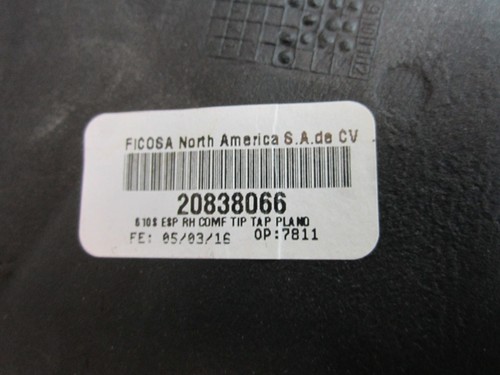 FICOSA North America S.A.de CV
20838066
610S ESP RH COMF TIP TAP PLANO
FE: 05/03/16 OP:7811